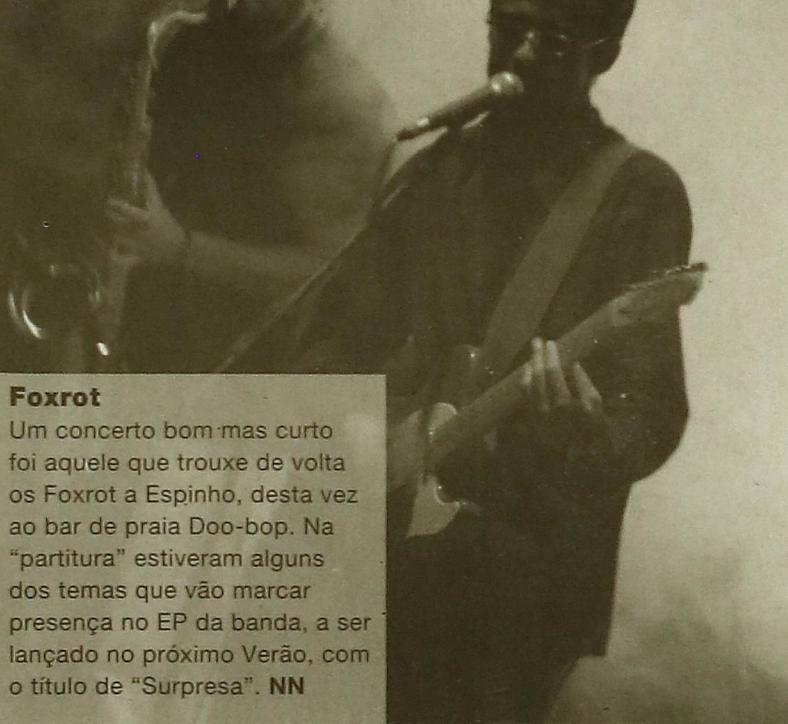 Foxrot
Um concerto bom mas curto
foi aquele que trouxe de volta
os Foxrot a Espinho, desta vez
ao bar de praia Doo-bop. Na
“partitura” estiveram alguns
dos temas que vão marcar
presença no EP da banda, a ser
lançado no próximo Verão, com
o título de “Surpresa”. NN